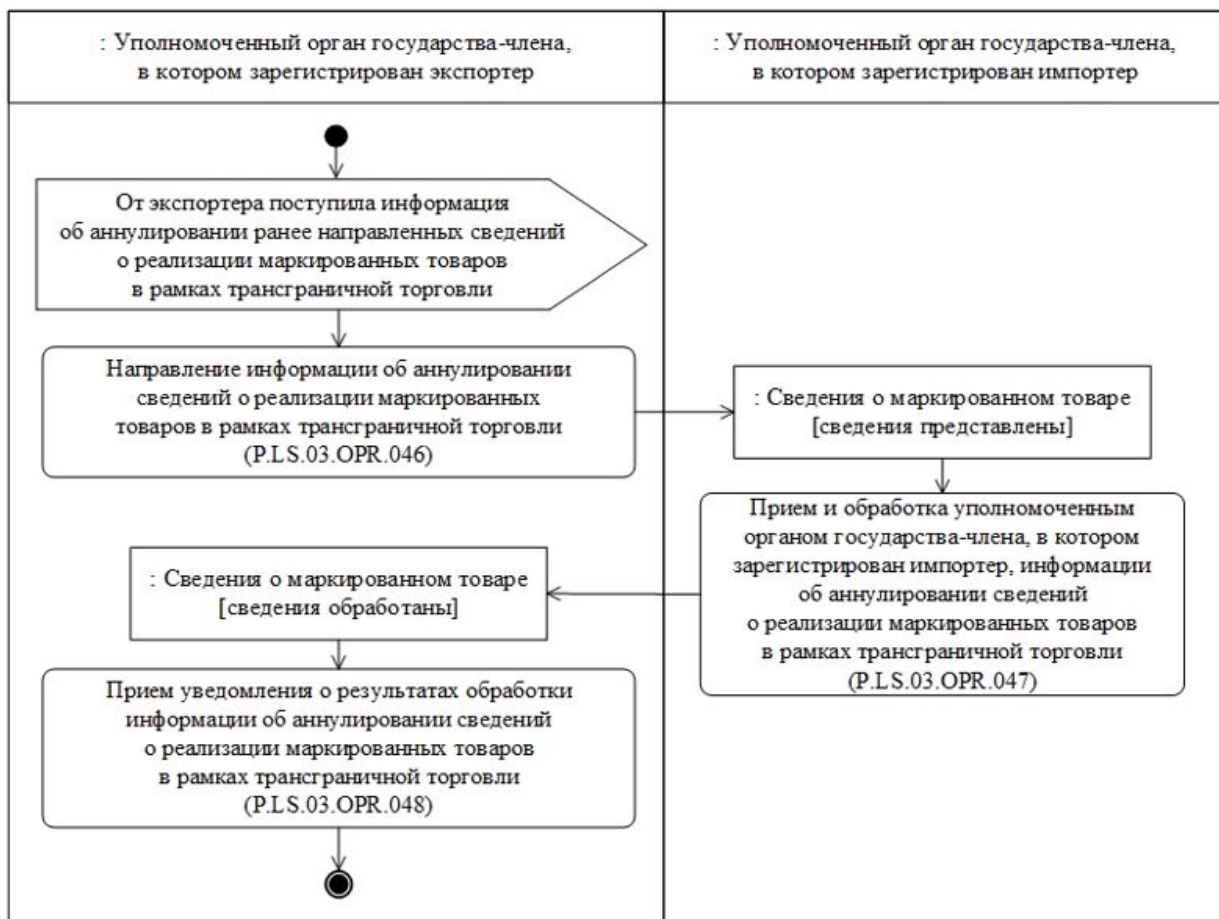 : Уполномоченный орган государства-члена,
в котором зарегистрирован экспортер
: Уполномоченный орган государства-члена,
в котором зарегистрирован импортер
От экспортера поступила информация
об аннулировании ранее направленных сведений
о реализации маркированных товаров
в рамках трансграничной торговли
Направление информации об аннулировании
сведений о реализации маркированных
товаров в рамках трансграничной торговли
(P.LS.03.OPR.046)
: Сведения о маркированном товаре
[сведения представлены]
Прием и обработка уполномоченным
органом государства-члена, в котором
зарегистрирован импортер, информации
об аннулировании сведений
о реализации маркированных товаров
в рамках трансграничной торговли
(P.LS.03.OPR.047)
: Сведения о маркированном товаре
[сведения обработаны]
Прием уведомления о результатах обработки
информации об аннулировании сведений
о реализации маркированных товаров
в рамках трансграничной торговли
(P.LS.03.OPR.048)